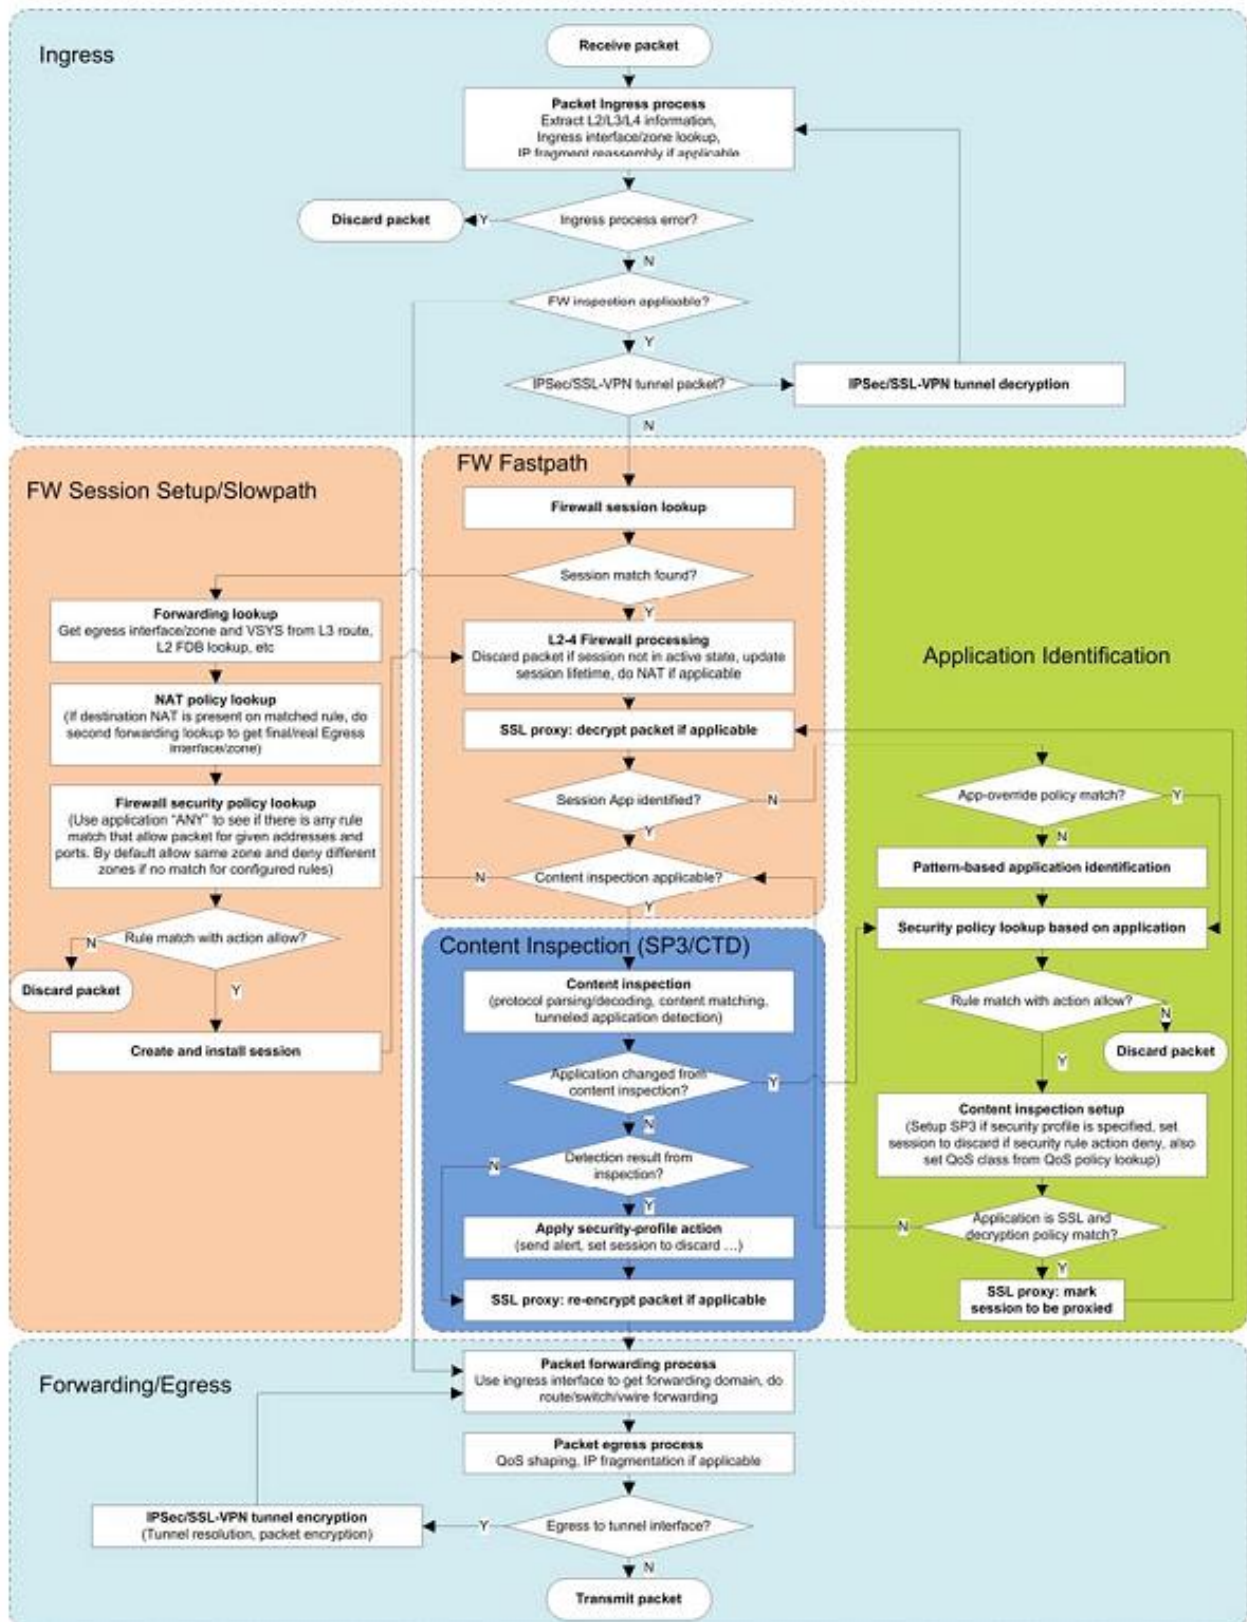 Ingress
Receive packet
Packet Ingress process
Extract L2/L3/L4 information,
Ingress interface/zone lookup,
IP fragment reassembly if applicable
Discard packet
Y
Ingress process error?
N
FW inspection applicable?
Y
IPSec/SSL-VPN tunnel packet?
IPSec/SSL-VPN tunnel decryption
N
FW Session Setup/Slowpath
Forwarding lookup
Get egress interface/zone and VSYS from L3 route,
L2 FDB lookup, etc
NAT policy lookup
(If destination NAT is present on matched rule, do
second forwarding lookup to get final/real Egress
interface/zone)
Firewall security policy lookup
(Use application "ANY" to see if there is any rule
match that allow packet for given addresses and
ports. By default allow same zone and deny different
zones if no match for configured rules)
Rule match with action allow?
N
Discard packet
Y
Create and install session
FW Fastpath
Firewall session lookup
Session match found?
Y
L2-4 Firewall processing
Discard packet if session not in active state, update
session lifetime, do NAT if applicable
SSL proxy: decrypt packet if applicable
Session App identified?
N
Y
Content inspection applicable?
N
Y
Application Identification
App-override policy match?
Y
N
Pattern-based application identification
Security policy lookup based on application
Rule match with action allow?
N
Discard packet
Y
Content inspection setup
(Setup SP3 if security profile is specified, set
session to discard if security rule action deny, also
set QoS class from QoS policy lookup)
Application is SSL and
decryption policy match?
N
Y
SSL proxy: mark
session to be proxied
Content Inspection (SP3/CTD)
Content inspection
(protocol parsing/decoding, content matching,
tunneled application detection)
Application changed from
content inspection?
Y
N
Detection result from
inspection?
N
Y
Apply security-profile action
(send alert, set session to discard ...)
SSL proxy: re-encrypt packet if applicable
Forwarding/Egress
Packet forwarding process
Use ingress interface to get forwarding domain, do
route/switch/vwire forwarding
Packet egress process
QoS shaping, IP fragmentation if applicable
IPSec/SSL-VPN tunnel encryption
(Tunnel resolution, packet encryption)
Y
Egress to tunnel interface?
N
Transmit packet